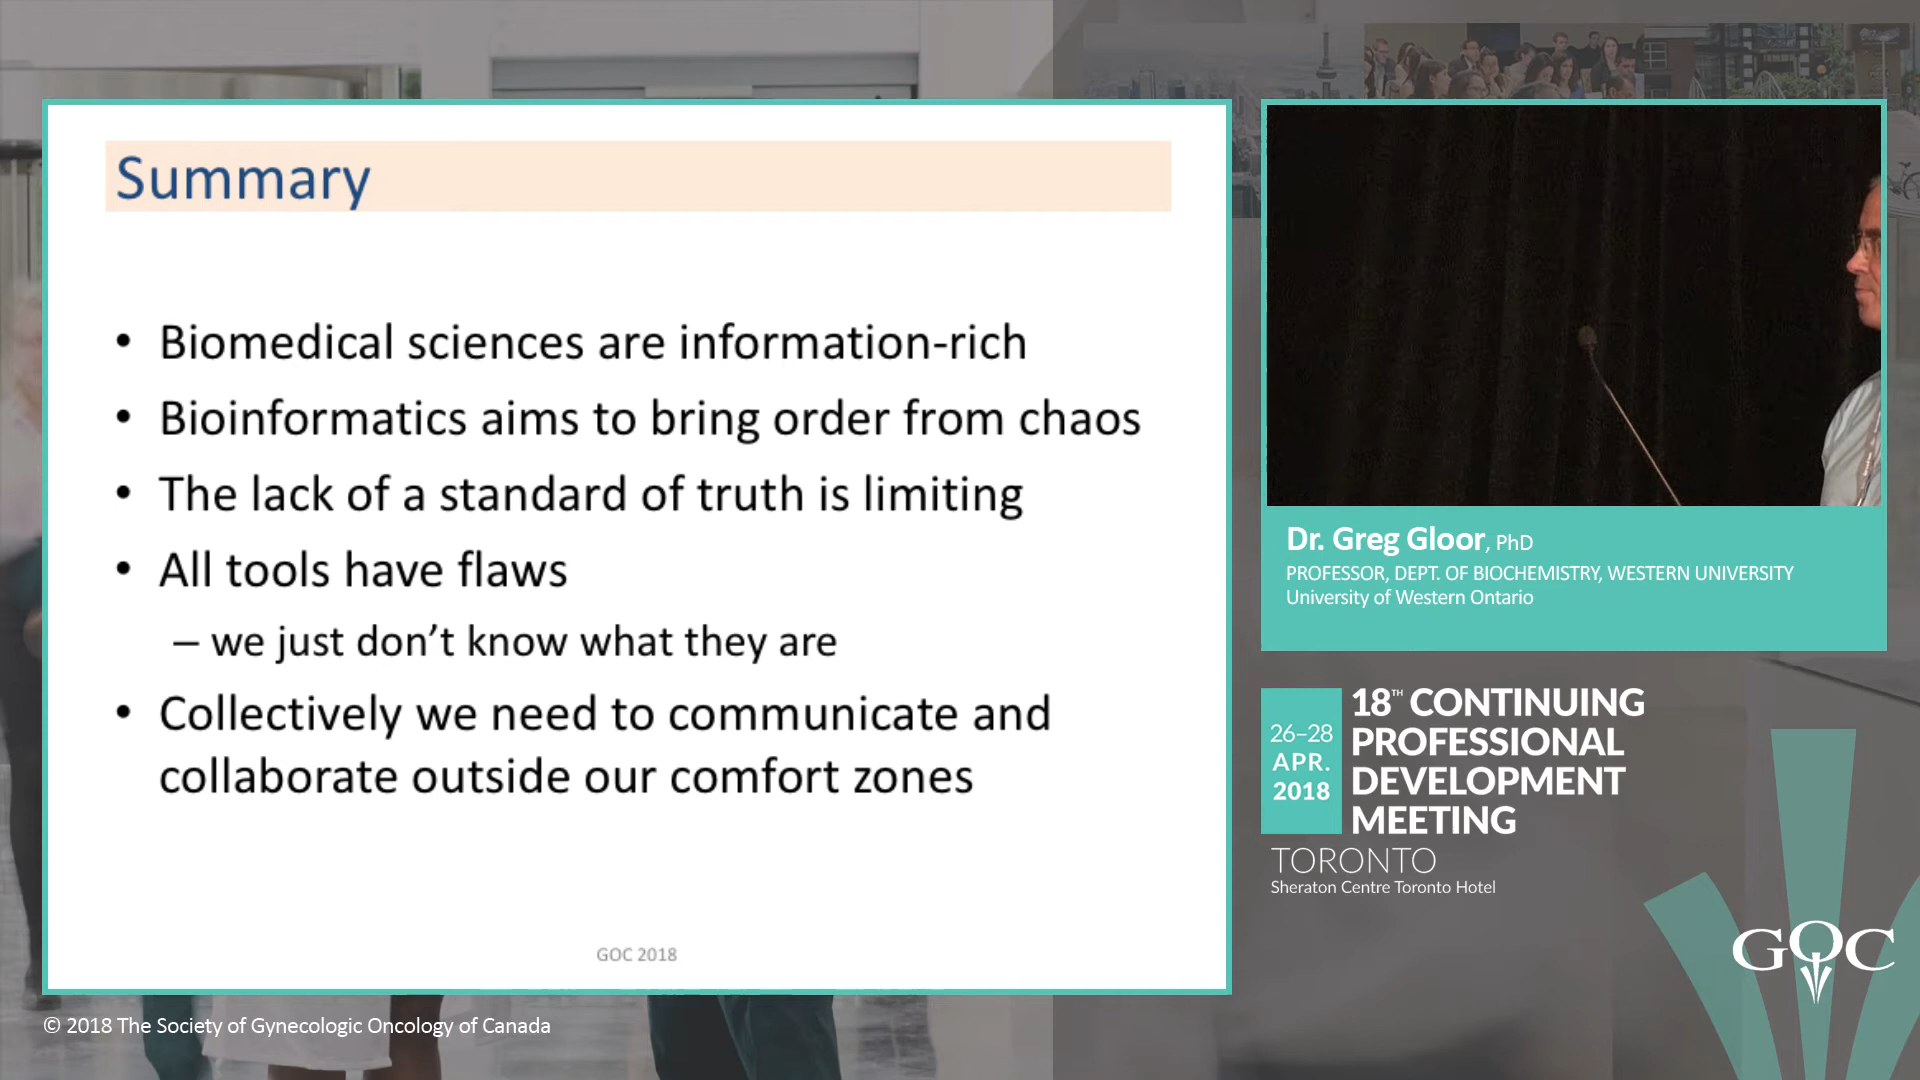 Summary
• Biomedical sciences are information-rich
• Bioinformatics aims to bring order from chaos
• The lack of a standard of truth is limiting
• All tools have flaws
– we just don’t know what they are
• Collectively we need to communicate and
collaborate outside our comfort zones
GOC 2018
Dr. Greg Gloor, PhD
PROFESSOR, DEPT. OF BIOCHEMISTRY, WESTERN UNIVERSITY
University of Western Ontario
26–28
APR.
2018
18TH CONTINUING
PROFESSIONAL
DEVELOPMENT
MEETING
TORONTO
Sheraton Centre Toronto Hotel
GOC
© 2018 The Society of Gynecologic Oncology of Canada